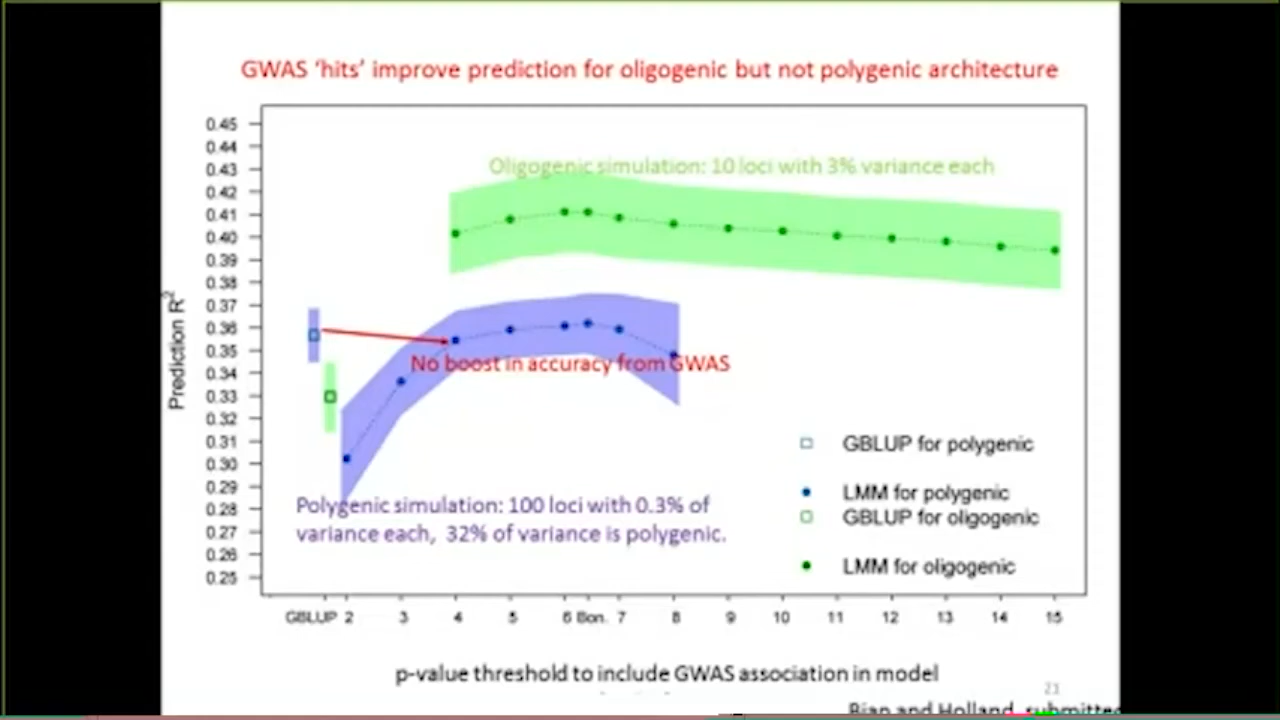 GWAS ‘hits’ improve prediction for oligogenic but not polygenic architecture
0.45
0.44
0.43
0.42
0.41
0.40
0.39
0.38
0.37
0.36
0.35
0.34
0.33
0.32
0.31
0.30
0.29
0.28
0.27
0.26
0.25
Prediction R²
Oligogenic simulation: 10 loci with 3% variance each
No boost in accuracy from GWAS
GBLUP for polygenic
LMM for polygenic
GBLUP for oligogenic
LMM for oligogenic
Polygenic simulation: 100 loci with 0.3% of
variance each, 32% of variance is polygenic.
GBLUP 2 3 4 5 6 Bon. 7 8 9 10 11 12 13 14 15
p-value threshold to include GWAS association in model
21
Bian and Holland, submitted